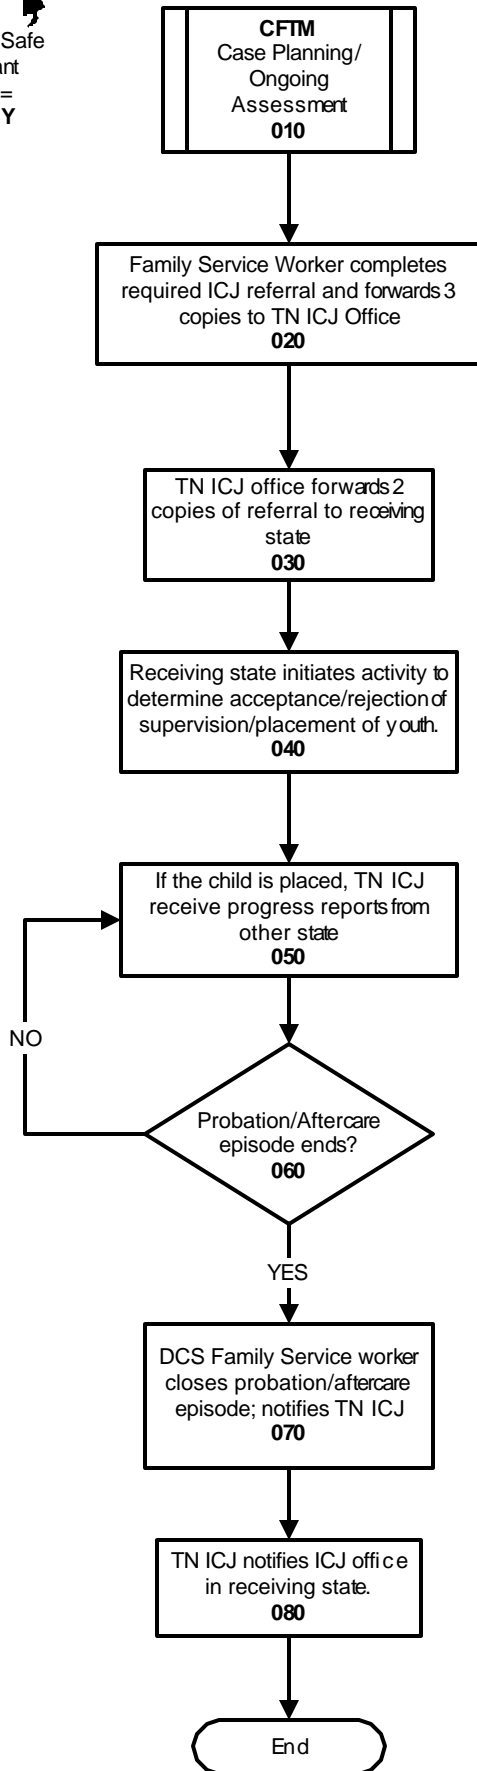 Safe
ant
=
Y
CFTM
Case Planning/
Ongoing
Assessment
010
Family Service Worker completes
required ICJ referral and forwards 3
copies to TN ICJ Office
020
TN ICJ office forwards 2
copies of referral to receiving
state
030
Receiving state initiates activity to
determine acceptance/rejection of
supervision/placement of youth.
040
If the child is placed, TN ICJ
receive progress reports from
other state
050
NO
Probation/Aftercare
episode ends?
060
YES
DCS Family Service worker
closes probation/aftercare
episode; notifies TN ICJ
070
TN ICJ notifies ICJ office
in receiving state.
080
End